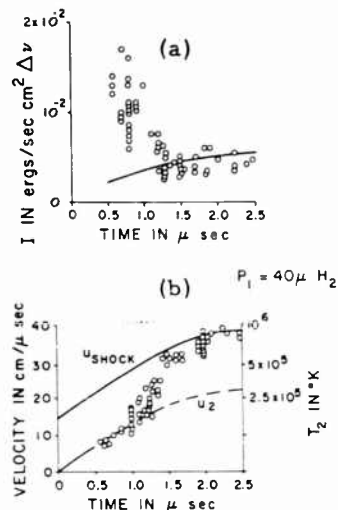 (a)
2x10⁻²
10⁻²
0
I IN ergs/sec cm² Δν
0 0.5 1.0 1.5 2.0 2.5
TIME IN μ sec
(b)
P₁ = 40μ H₂
40
30
20
10
0
VELOCITY IN cm/μ sec
u SHOCK
u₂
10⁶
5x10⁵
2.5x10⁵
T₂ IN °K
0 0.5 1.0 1.5 2.0 2.5
TIME IN μ sec